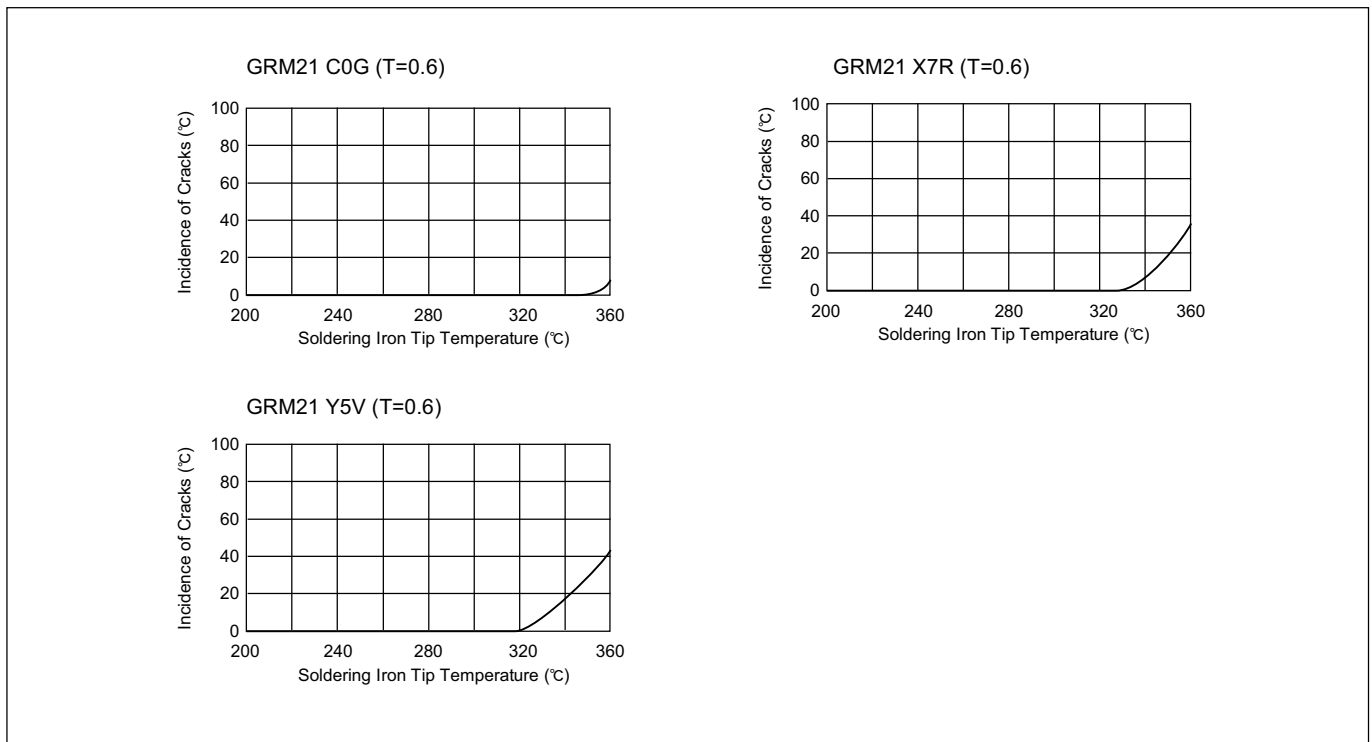 GRM21 C0G (T=0.6)
Incidence of Cracks (℃)
100
80
60
40
20
0
200 240 280 320 360
Soldering Iron Tip Temperature (℃)
GRM21 X7R (T=0.6)
Incidence of Cracks (℃)
100
80
60
40
20
0
200 240 280 320 360
Soldering Iron Tip Temperature (℃)
GRM21 Y5V (T=0.6)
Incidence of Cracks (℃)
100
80
60
40
20
0
200 240 280 320 360
Soldering Iron Tip Temperature (℃)